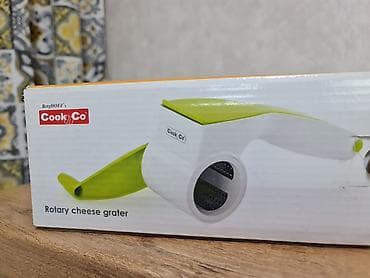 BergHOFF's
Cook & Co
Cook & Co
Rotary cheese grater